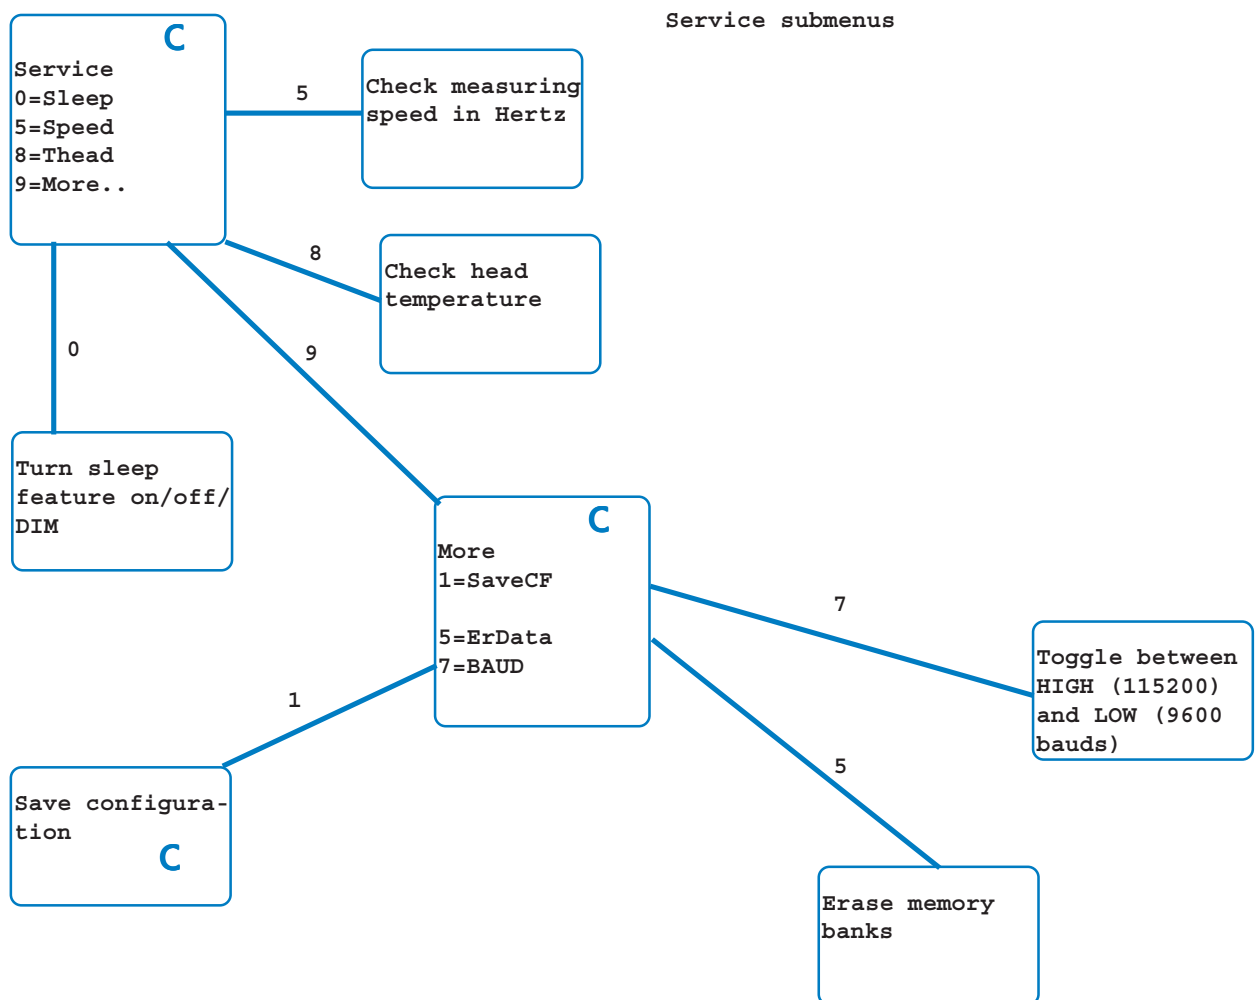 Service submenus
C
Service
0=Sleep
5=Speed
8=Thead
9=More..
5
Check measuring
speed in Hertz
8
Check head
temperature
0
9
Turn sleep
feature on/off/
DIM
C
More
1=SaveCF
5=ErData
7=BAUD
7
Toggle between
HIGH (115200)
and LOW (9600
bauds)
1
5
Save configura-
tion
C
Erase memory
banks